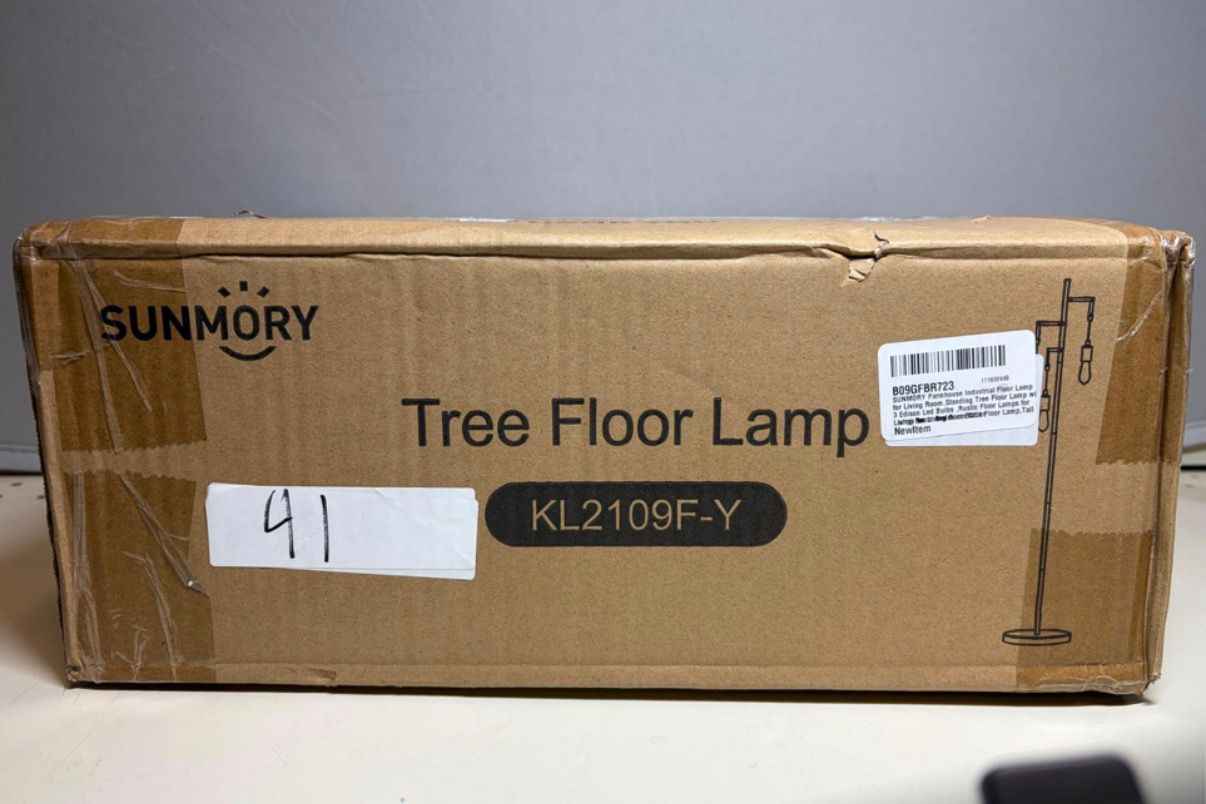 SUNMORY
Tree Floor Lamp
KL2109F-Y
41
B09GFBR723
SUNMORY Farmhouse Industrial Floor Lamp
for Living Room,Standing Tree Floor Lamp wi
3 Edison Led Bulbs ,Rustic Floor Lamps for
Floor Lamp,Tall
NewItem